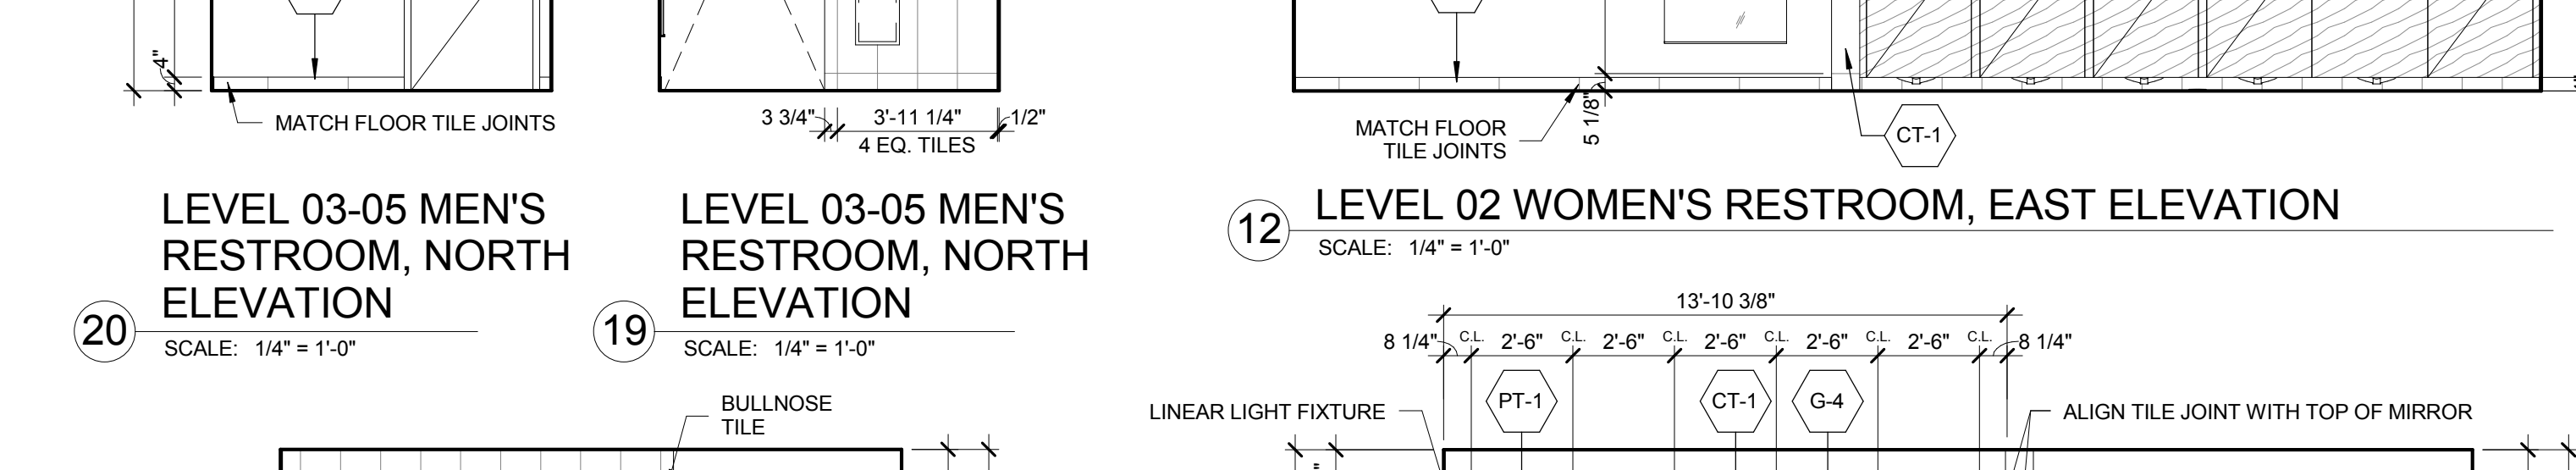 4"
MATCH FLOOR TILE JOINTS
3 3/4"
3'-11 1/4"
1/2"
4 EQ. TILES
MATCH FLOOR
TILE JOINTS
5 1/8"
CT-1
LEVEL 03-05 MEN'S
RESTROOM, NORTH
ELEVATION
20
SCALE: 1/4" = 1'-0"
LEVEL 03-05 MEN'S
RESTROOM, NORTH
ELEVATION
19
SCALE: 1/4" = 1'-0"
12
LEVEL 02 WOMEN'S RESTROOM, EAST ELEVATION
SCALE: 1/4" = 1'-0"
13'-10 3/8"
8 1/4" C.L. 2'-6" C.L. 2'-6" C.L. 2'-6" C.L. 2'-6" C.L. 2'-6" C.L. 8 1/4"
BULLNOSE
TILE
LINEAR LIGHT FIXTURE
PT-1
CT-1
G-4
ALIGN TILE JOINT WITH TOP OF MIRROR